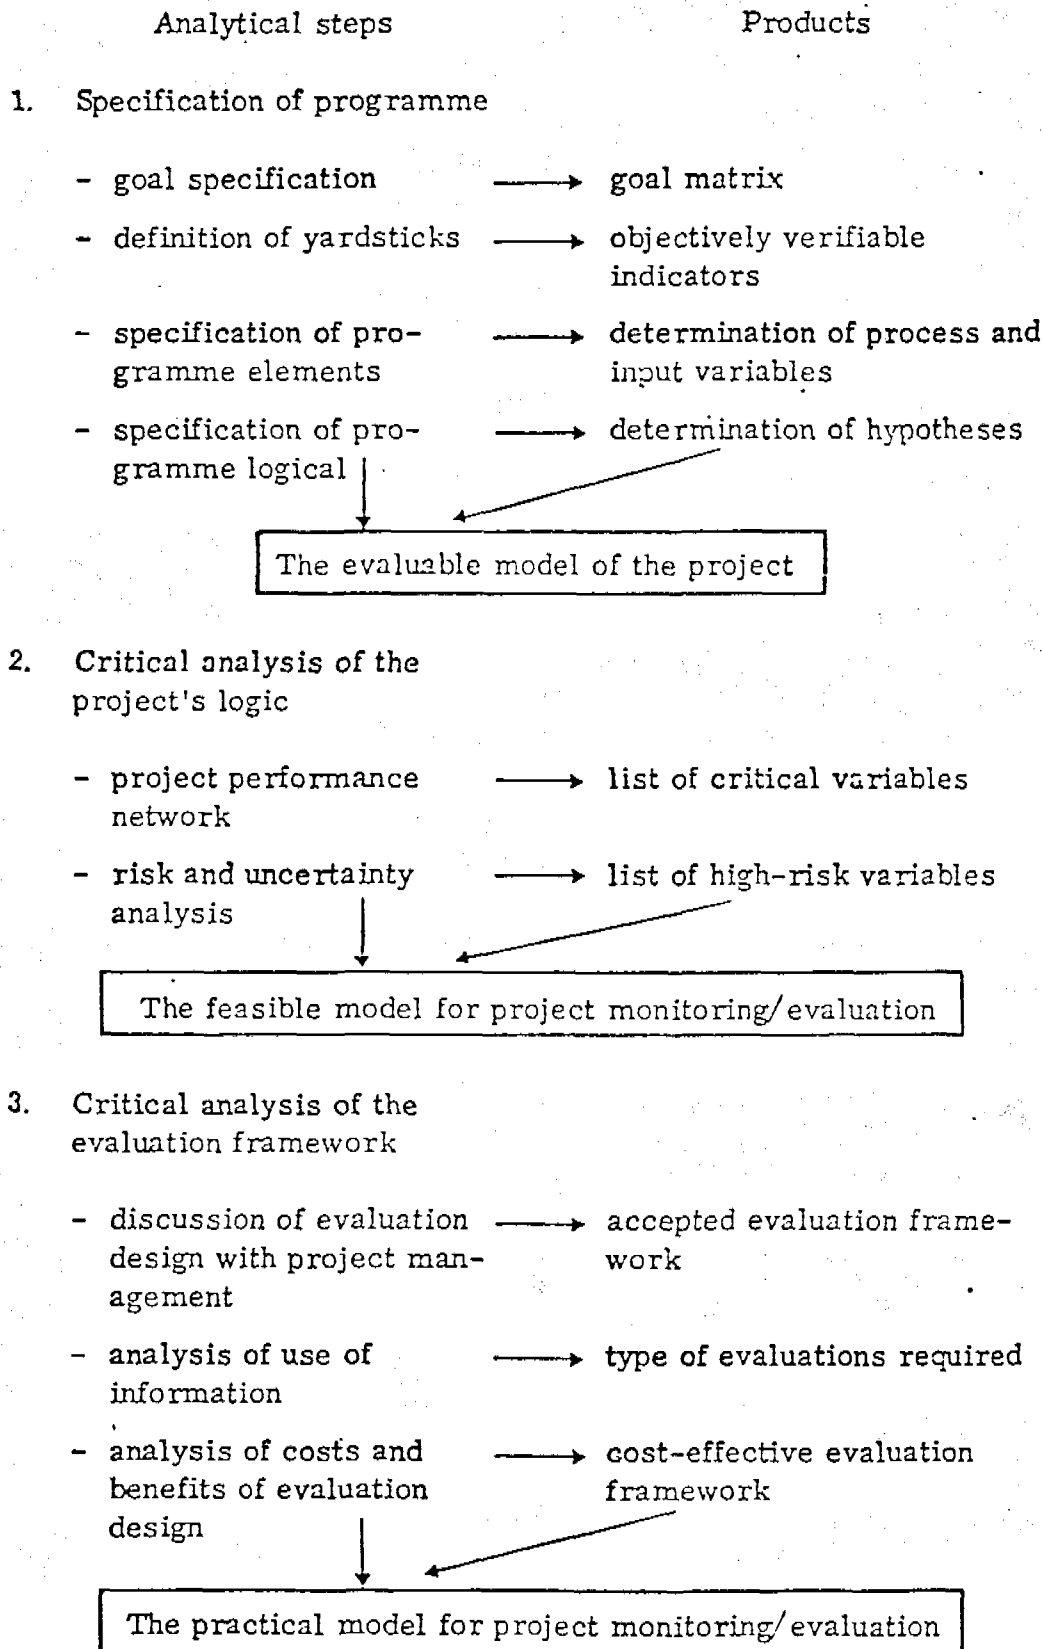 Analytical steps Products
1. Specification of programme
- goal specification goal matrix
- definition of yardsticks objectively verifiable
indicators
- specification of pro- determination of process and
gramme elements input variables
- specification of pro- determination of hypotheses
gramme logical
The evaluable model of the project
2. Critical analysis of the
project's logic
- project performance list of critical variables
network
- risk and uncertainty list of high-risk variables
analysis
The feasible model for project monitoring/evaluation
3. Critical analysis of the
evaluation framework
- discussion of evaluation accepted evaluation frame-
design with project man- work
agement
- analysis of use of type of evaluations required
information
- analysis of costs and cost-effective evaluation
benefits of evaluation framework
design
The practical model for project monitoring/evaluation